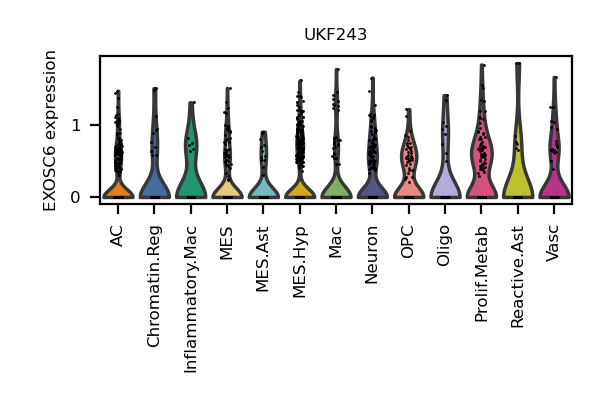 UKF243
EXOSC6 expression
1
0
AC
Chromatin.Reg
Inflammatory.Mac
MES
MES.Ast
MES.Hyp
Mac
Neuron
OPC
Oligo
Prolif.Metab
Reactive.Ast
Vasc